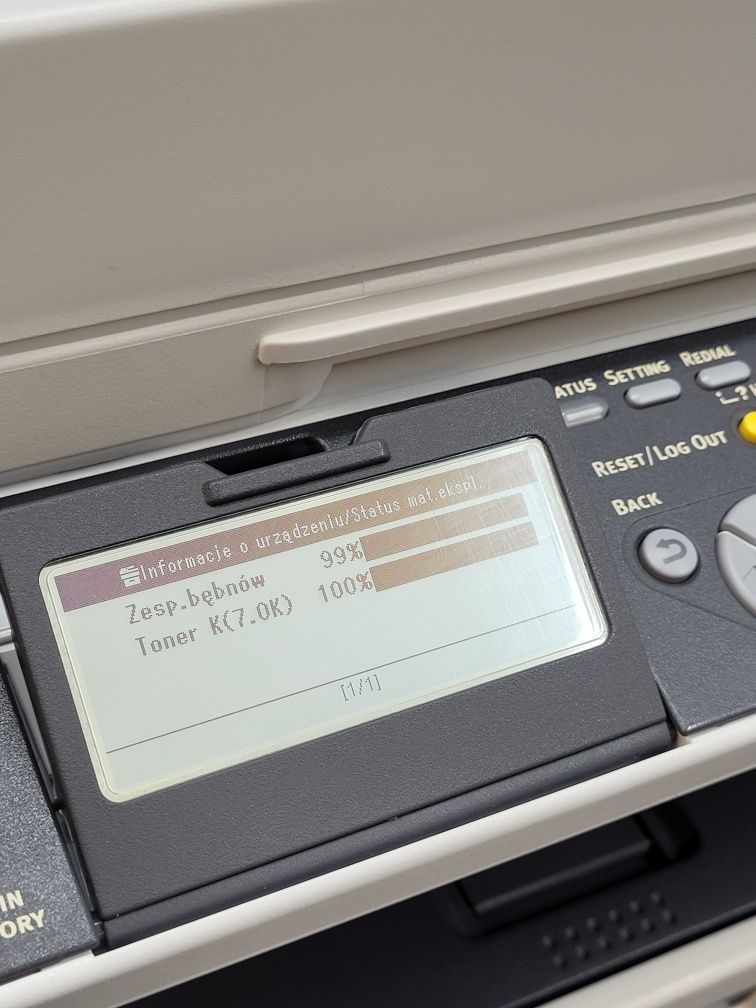 SETTING REDIAL
RESET/LOG OUT
BACK
Informacje o urządzeniu/Status mat.ekspl.
Zesp.bębnów 99%
Toner K(7.0K) 100%
[1/1]